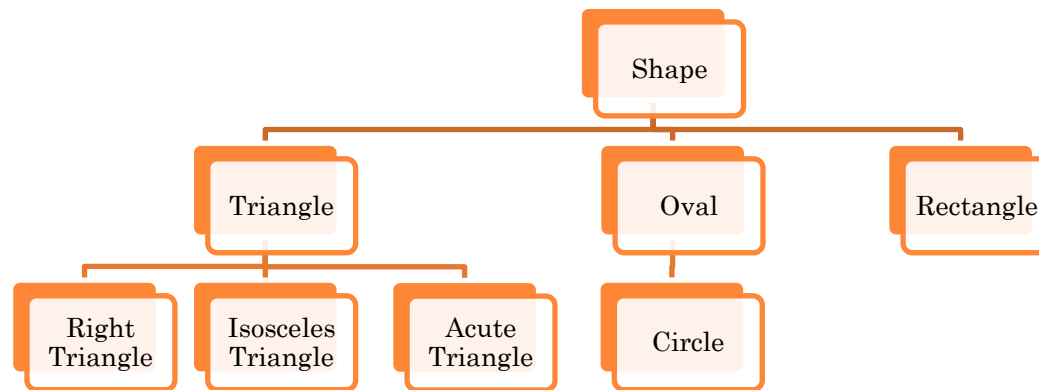 Shape
Triangle
Oval
Rectangle
Right
Triangle
Isosceles
Triangle
Acute
Triangle
Circle